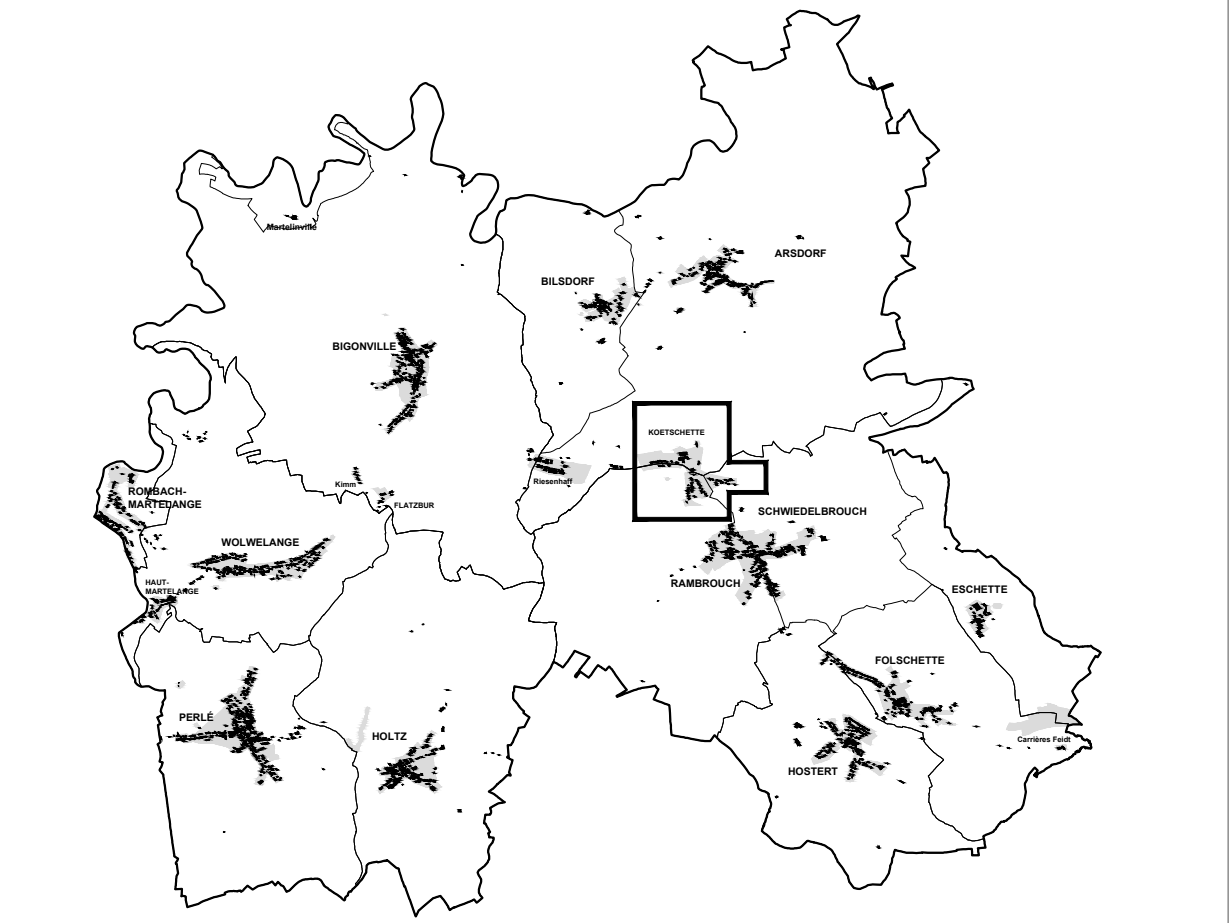 Martelinville
ARSDORF
BILSDORF
BIGONVILLE
KOETSCHETTE
Riesenhaff
Kimm
ROMBACH-
MARTELANGE
FLATZBUR
SCHWIEDELBROUCH
WOLWELANGE
RAMBROUCH
HAUT-
MARTELANGE
ESCHETTE
FOLSCHETTE
PERLÉ
HOLTZ
Carrières Feidt
HOSTERT